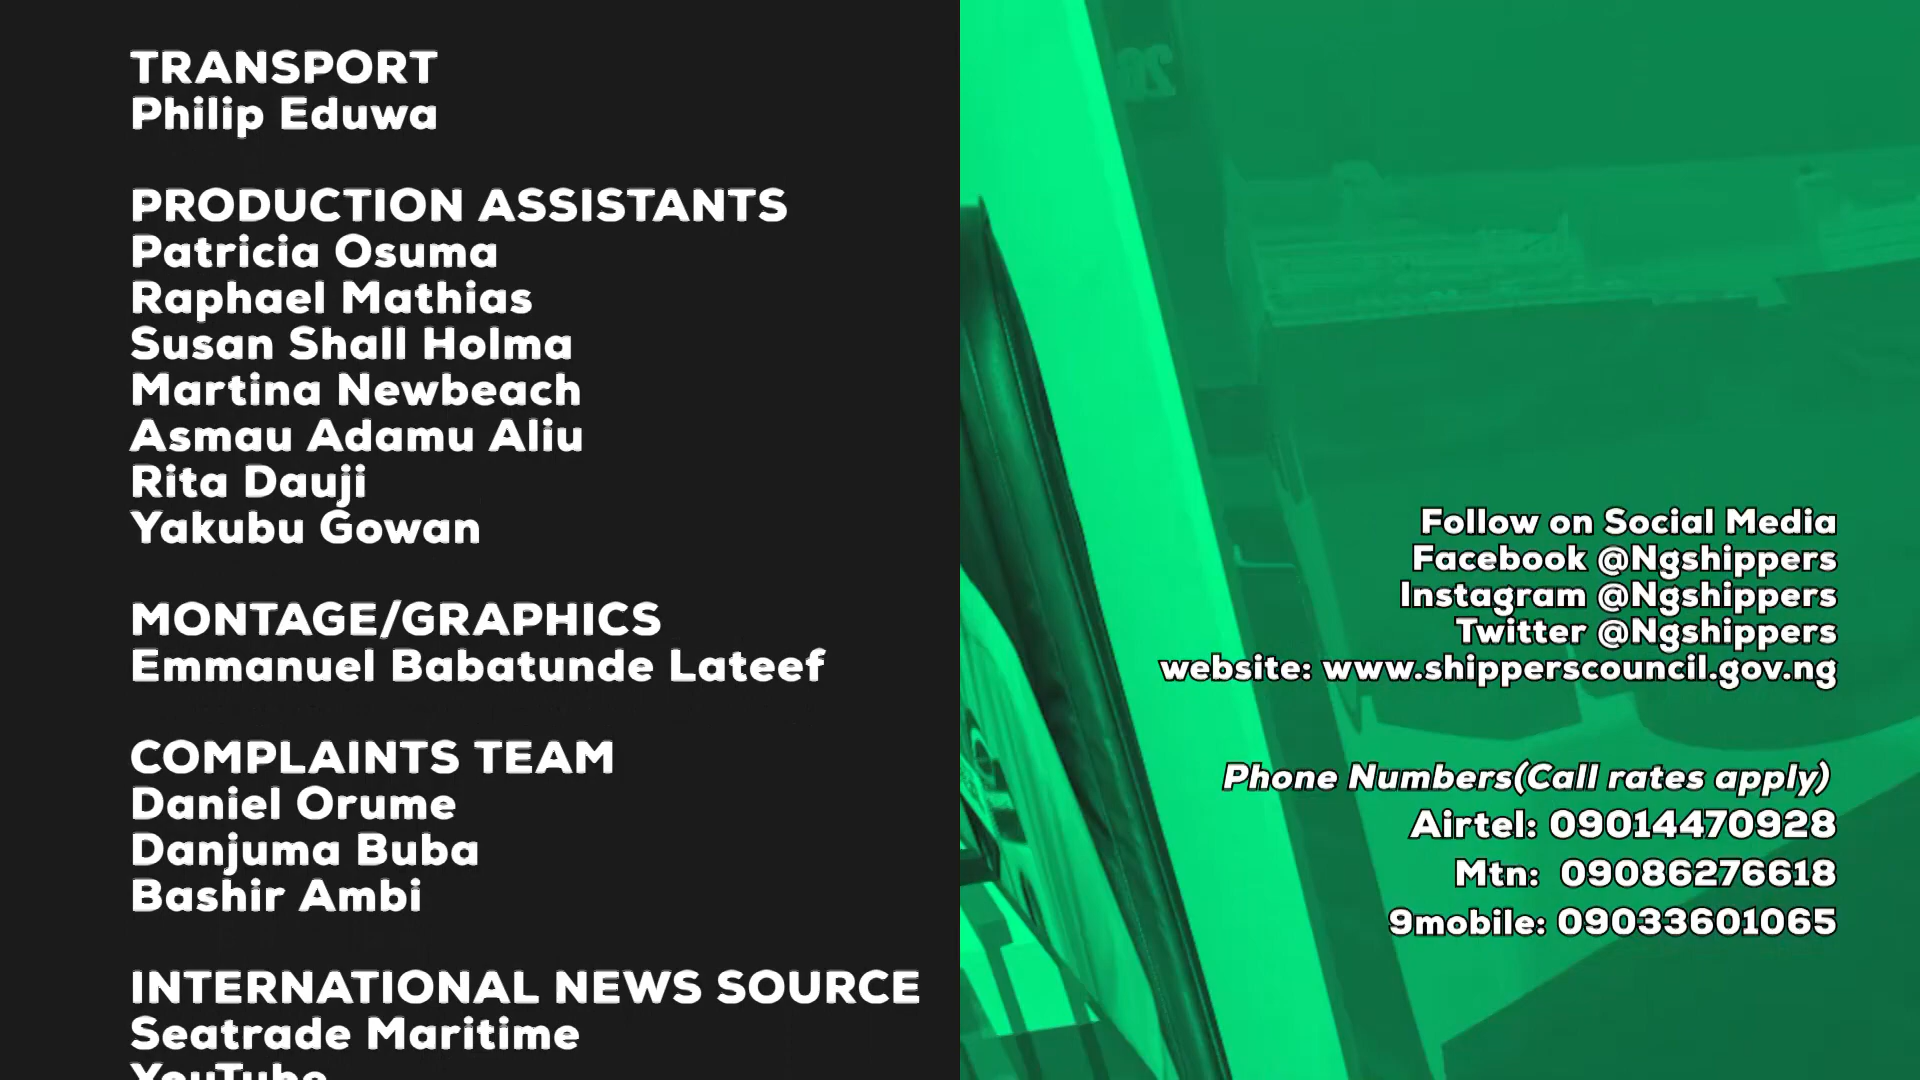 TRANSPORT
Philip Eduwa
PRODUCTION ASSISTANTS
Patricia Osuma
Raphael Mathias
Susan Shall Holma
Martina Newbeach
Asmau Adamu Aliu
Rita Dauji
Yakubu Gowan
MONTAGE/GRAPHICS
Emmanuel Babatunde Lateef
COMPLAINTS TEAM
Daniel Orume
Danjuma Buba
Bashir Ambi
INTERNATIONAL NEWS SOURCE
Seatrade Maritime
YouTube
Follow on Social Media
Facebook @Ngshippers
Instagram @Ngshippers
Twitter @Ngshippers
website: www.shipperscouncil.gov.ng
Phone Numbers(Call rates apply)
Airtel: 09014470928
Mtn: 09086276618
9mobile: 09033601065